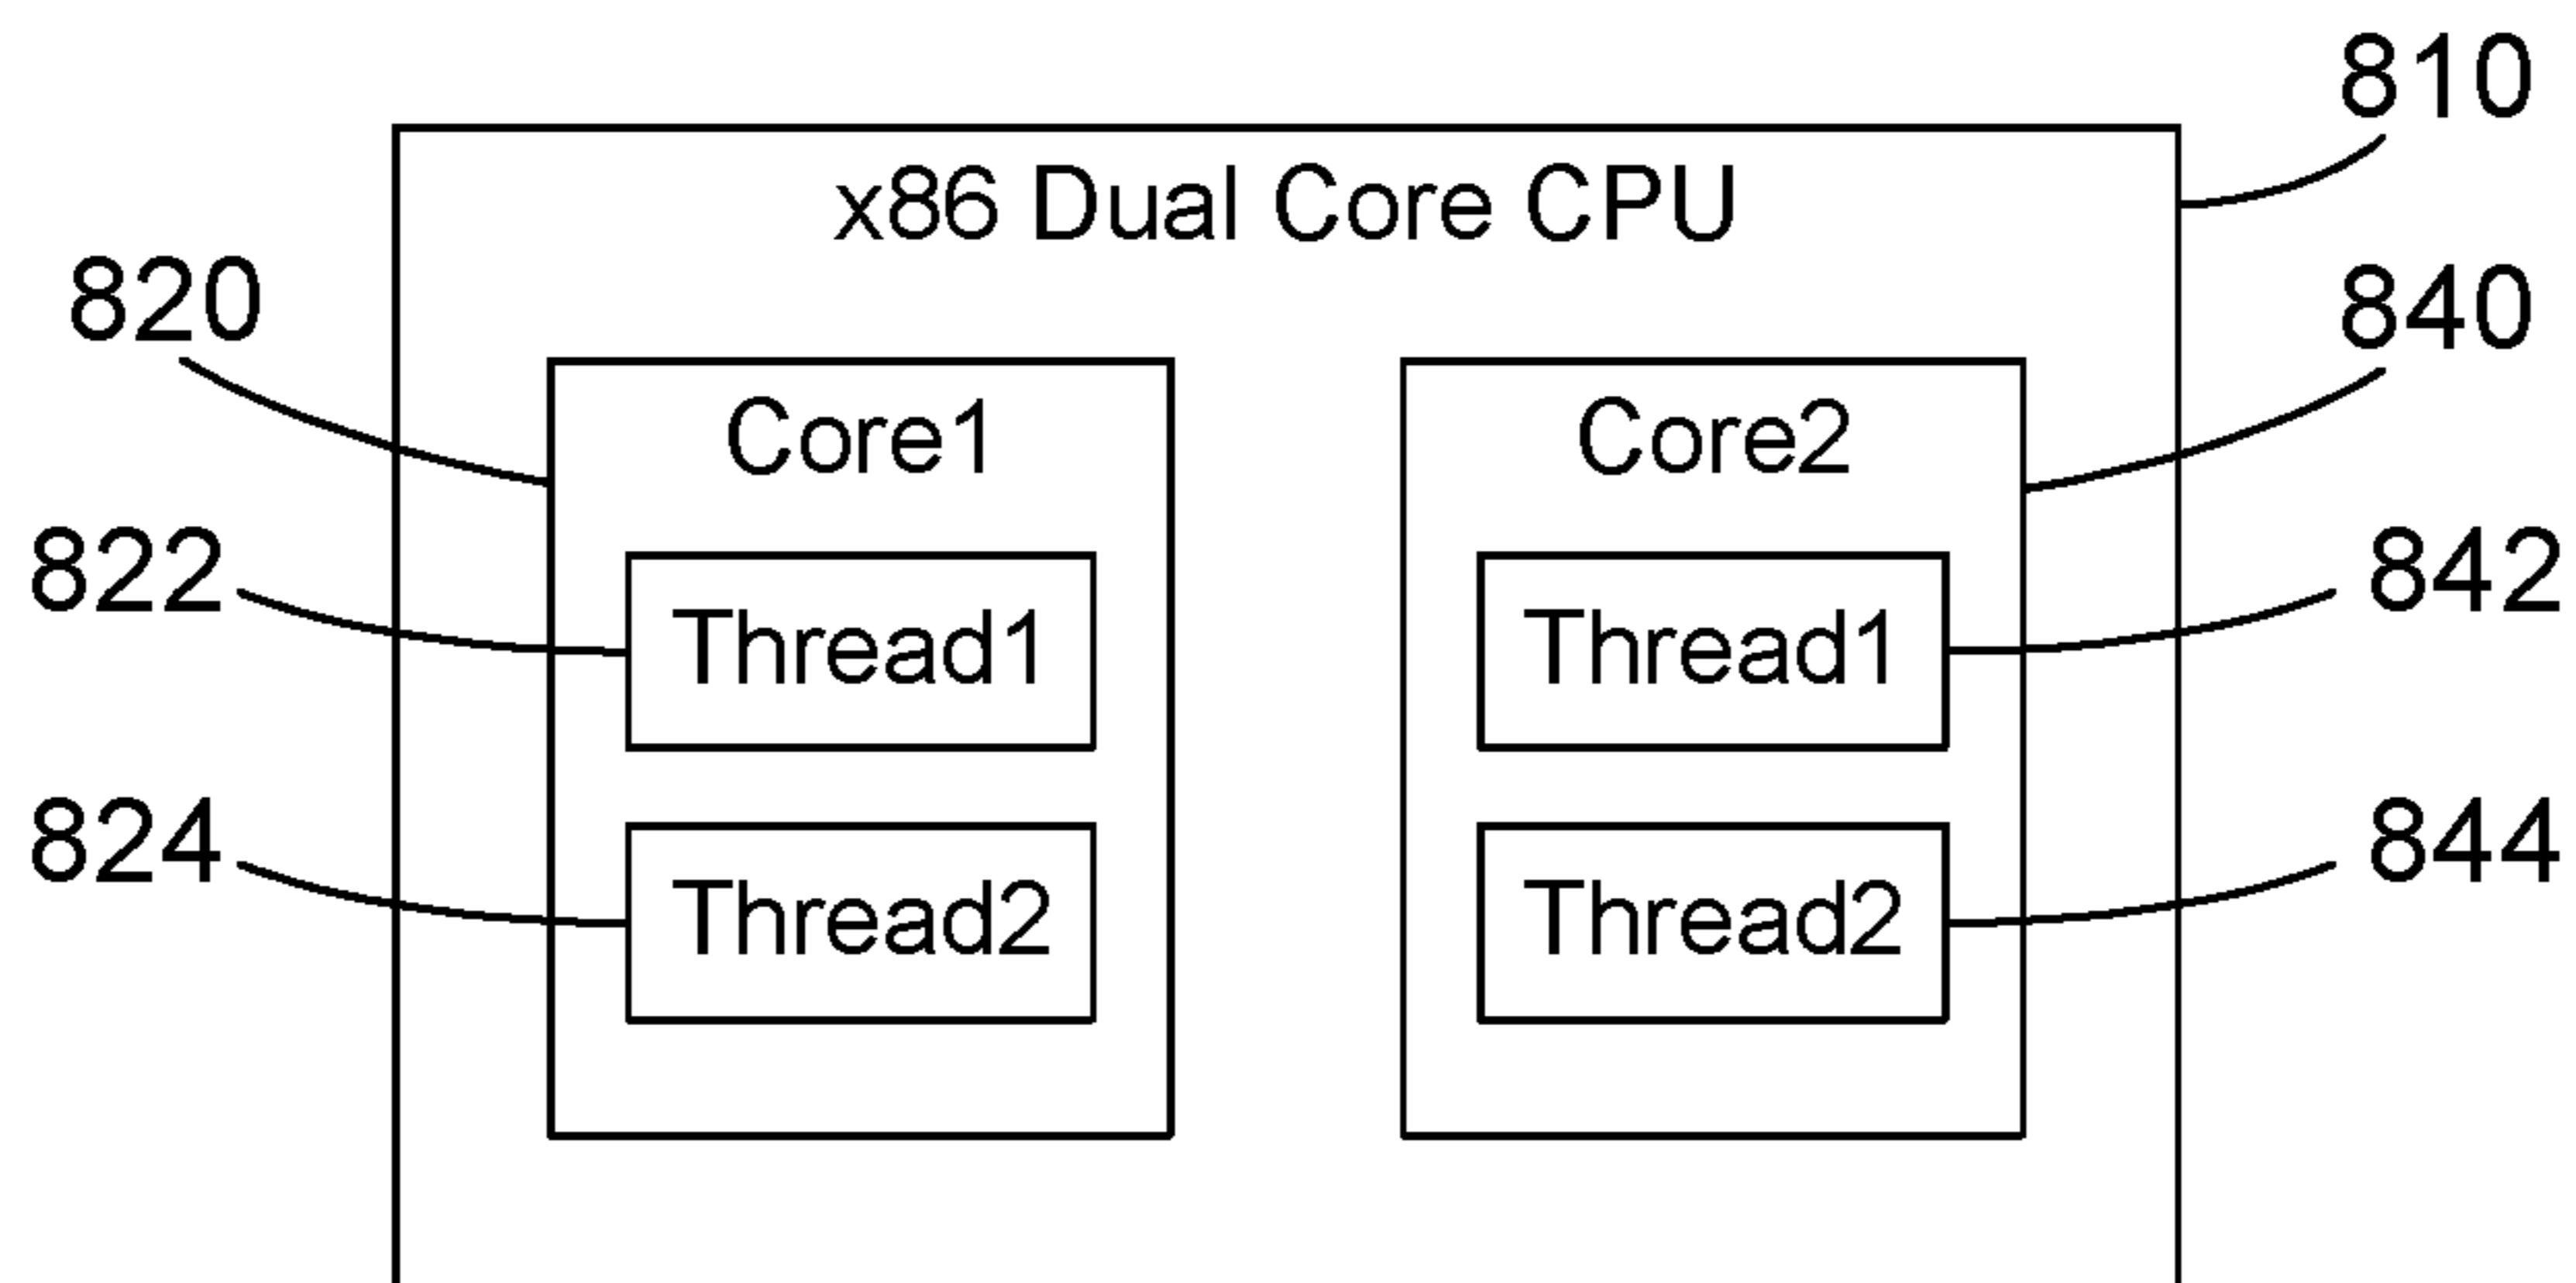 810
x86 Dual Core CPU
820
840
Core1
Core2
822
Thread1
Thread1
842
824
Thread2
Thread2
844